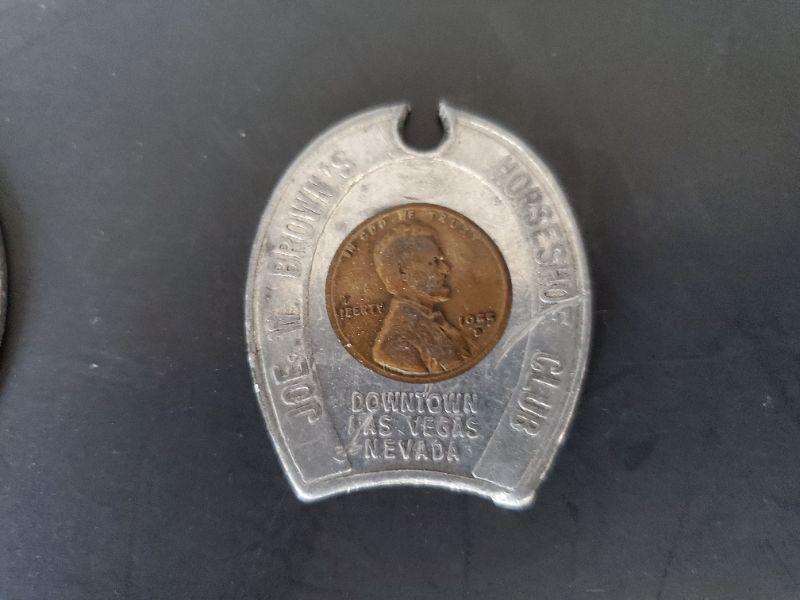 JOE. W. BROWN'S
HORSESHOE CLUB
IN GOD WE TRUST
LIBERTY
1955
D
DOWNTOWN
LAS VEGAS
NEVADA